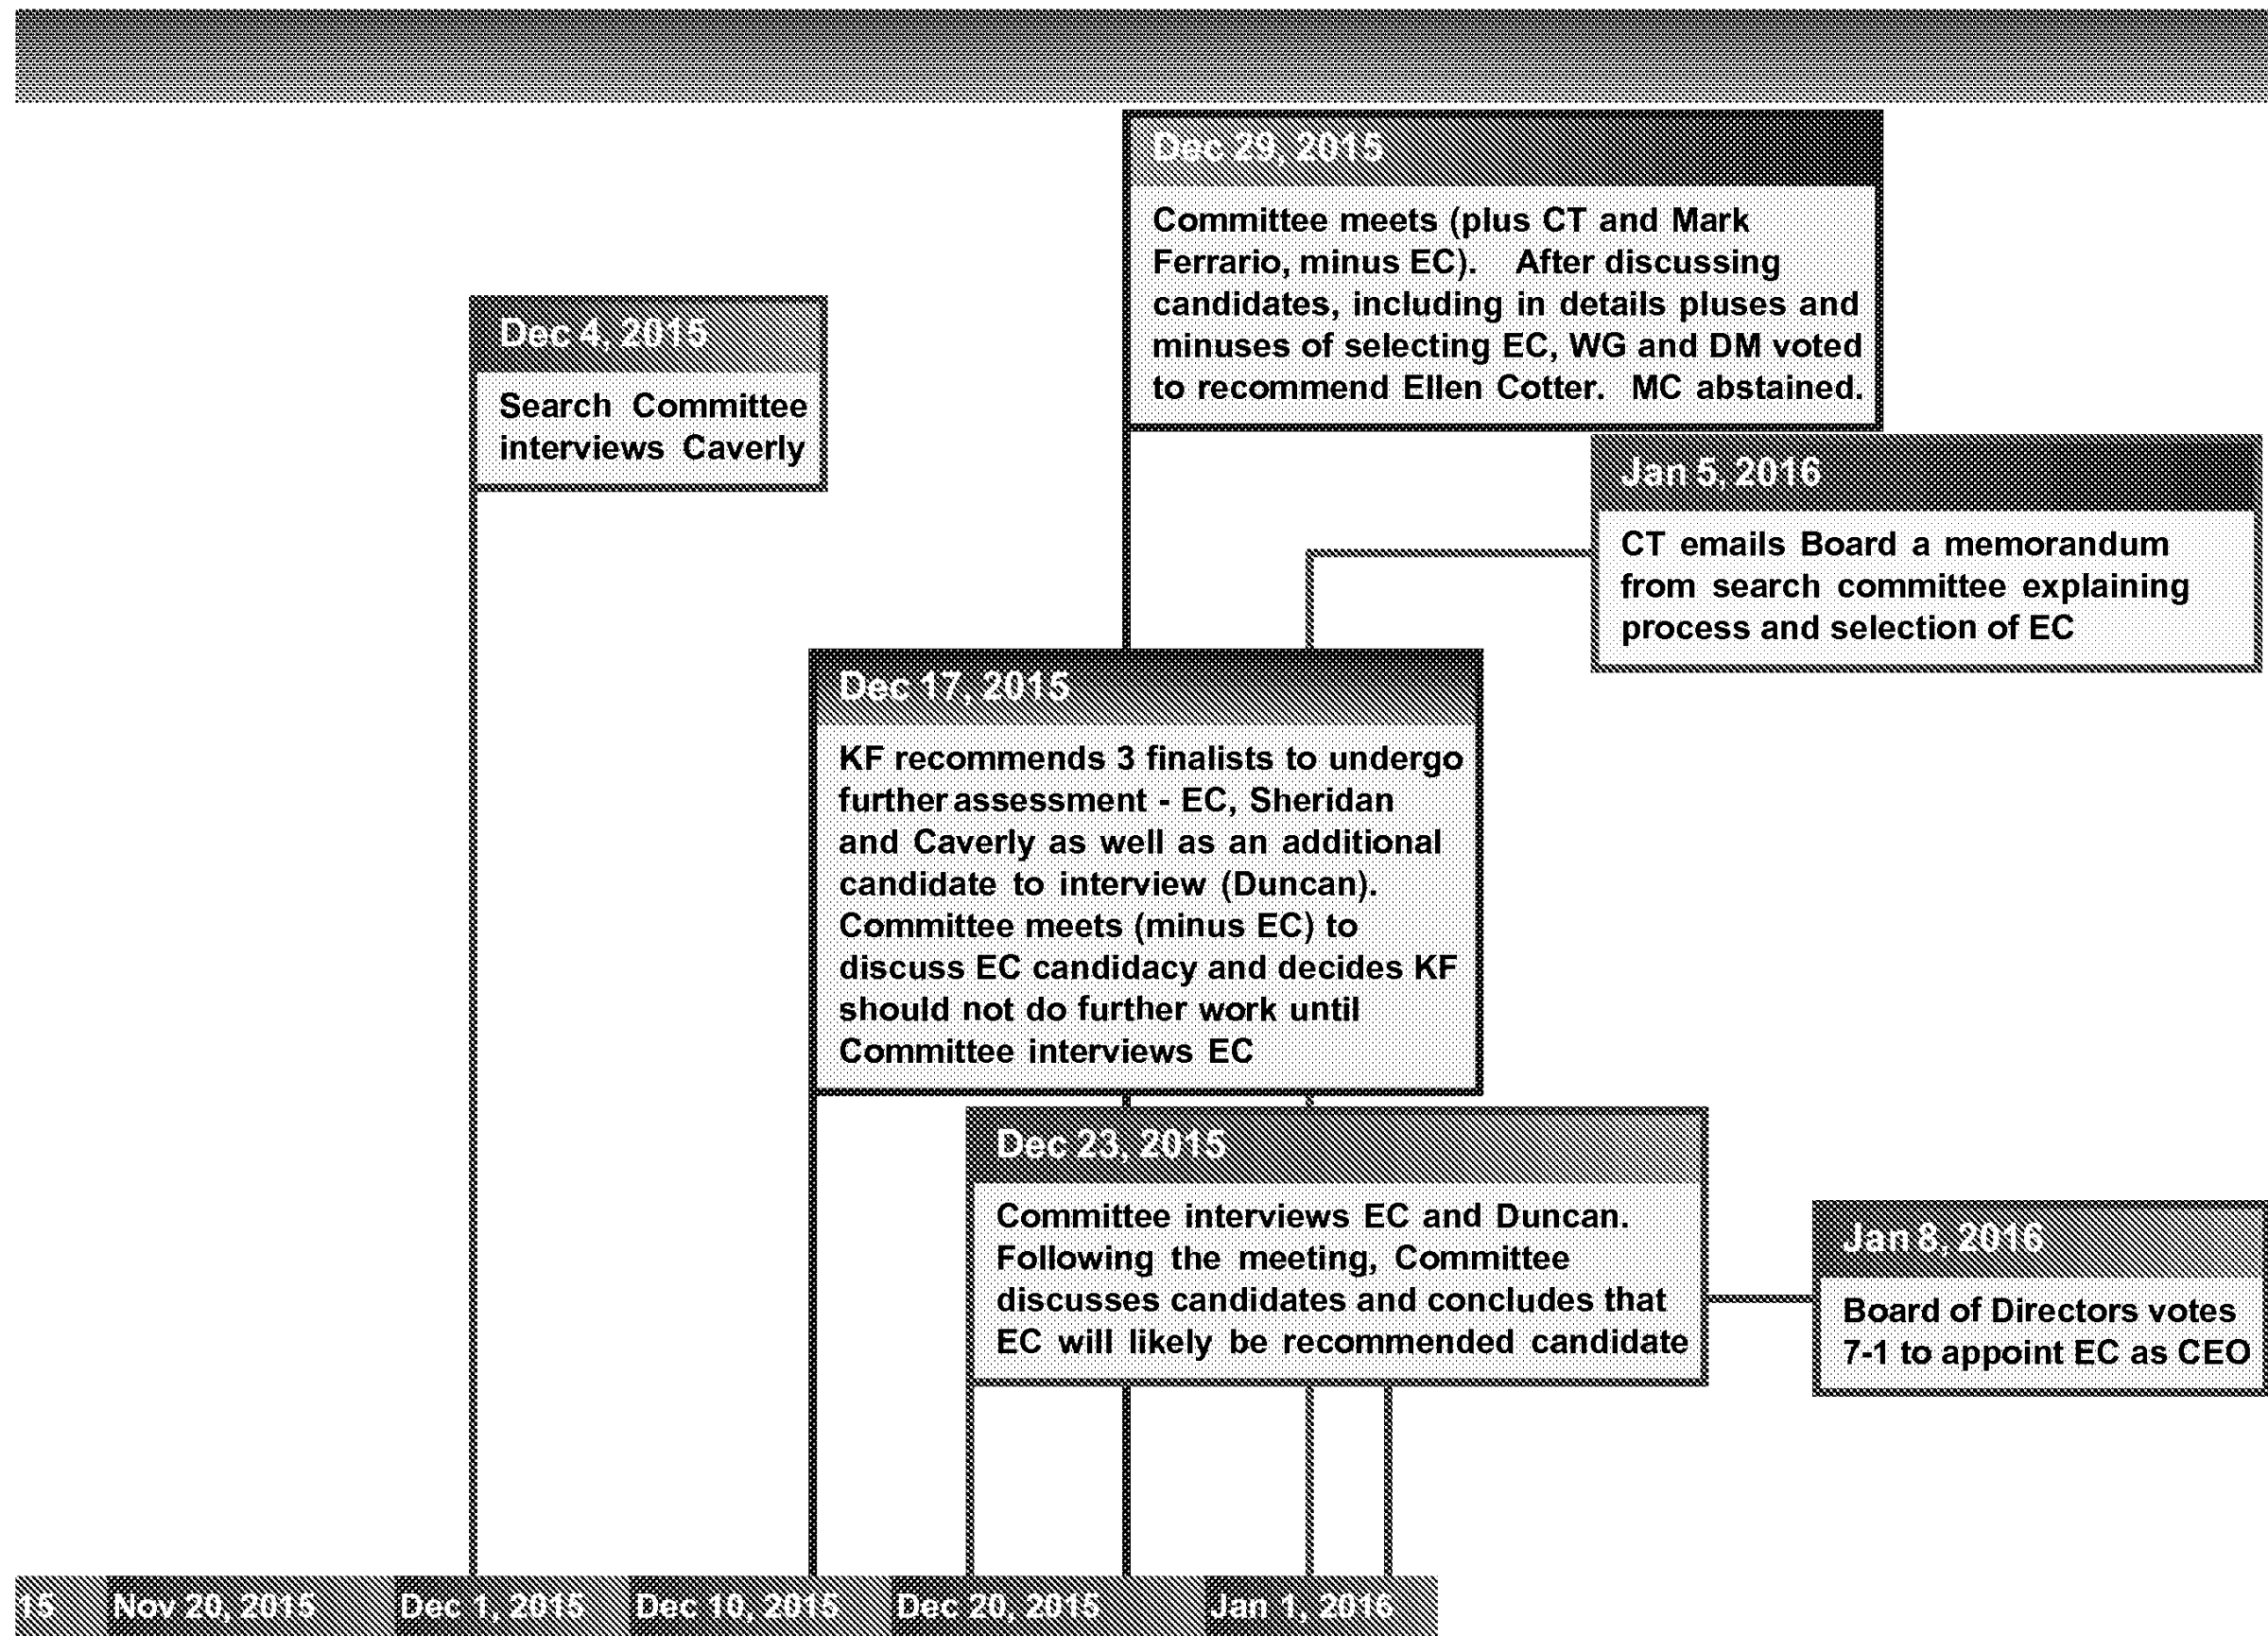 Dec 29, 2015
Committee meets (plus CT and Mark
Ferrario, minus EC). After discussing
candidates, including in details pluses and
minuses of selecting EC, WG and DM voted
to recommend Ellen Cotter. MC abstained.
Dec 4, 2015
Search Committee
interviews Caverly
Jan 5, 2016
CT emails Board a memorandum
from search committee explaining
process and selection of EC
Dec 17, 2015
KF recommends 3 finalists to undergo
further assessment - EC, Sheridan
and Caverly as well as an additional
candidate to interview (Duncan).
Committee meets (minus EC) to
discuss EC candidacy and decides KF
should not do further work until
Committee interviews EC
Dec 23, 2015
Committee interviews EC and Duncan.
Following the meeting, Committee
discusses candidates and concludes that
EC will likely be recommended candidate
Jan 8, 2016
Board of Directors votes
7-1 to appoint EC as CEO
15 Nov 20, 2015 Dec 1, 2015 Dec 10, 2015 Dec 20, 2015 Jan 1, 2016